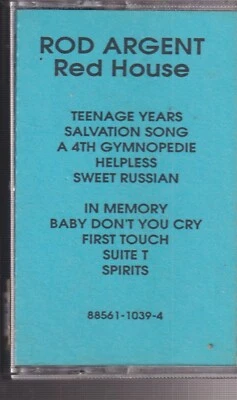 ROD ARGENT
Red House
TEENAGE YEARS
SALVATION SONG
A 4TH GYMNOPEDIE
HELPLESS
SWEET RUSSIAN
IN MEMORY
BABY DON'T YOU CRY
FIRST TOUCH
SUITE T
SPIRITS
88561-1039-4